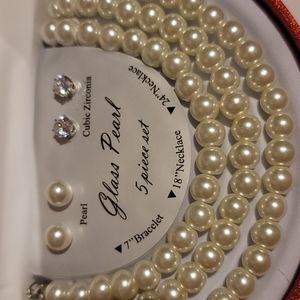 Cubic Zirconia
Pearl
Glass Pearl
5 piece set
24" Necklace
18" Necklace
7" Bracelet